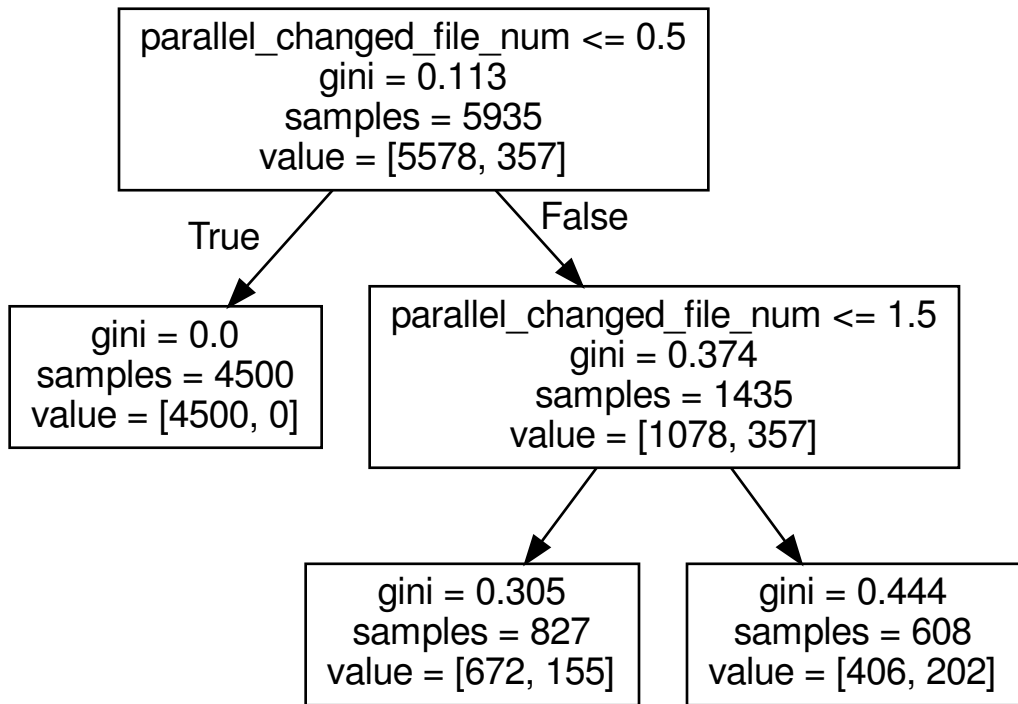 parallel_changed_file_num <= 0.5
gini = 0.113
samples = 5935
value = [5578, 357]
True
False
gini = 0.0
samples = 4500
value = [4500, 0]
parallel_changed_file_num <= 1.5
gini = 0.374
samples = 1435
value = [1078, 357]
gini = 0.305
samples = 827
value = [672, 155]
gini = 0.444
samples = 608
value = [406, 202]